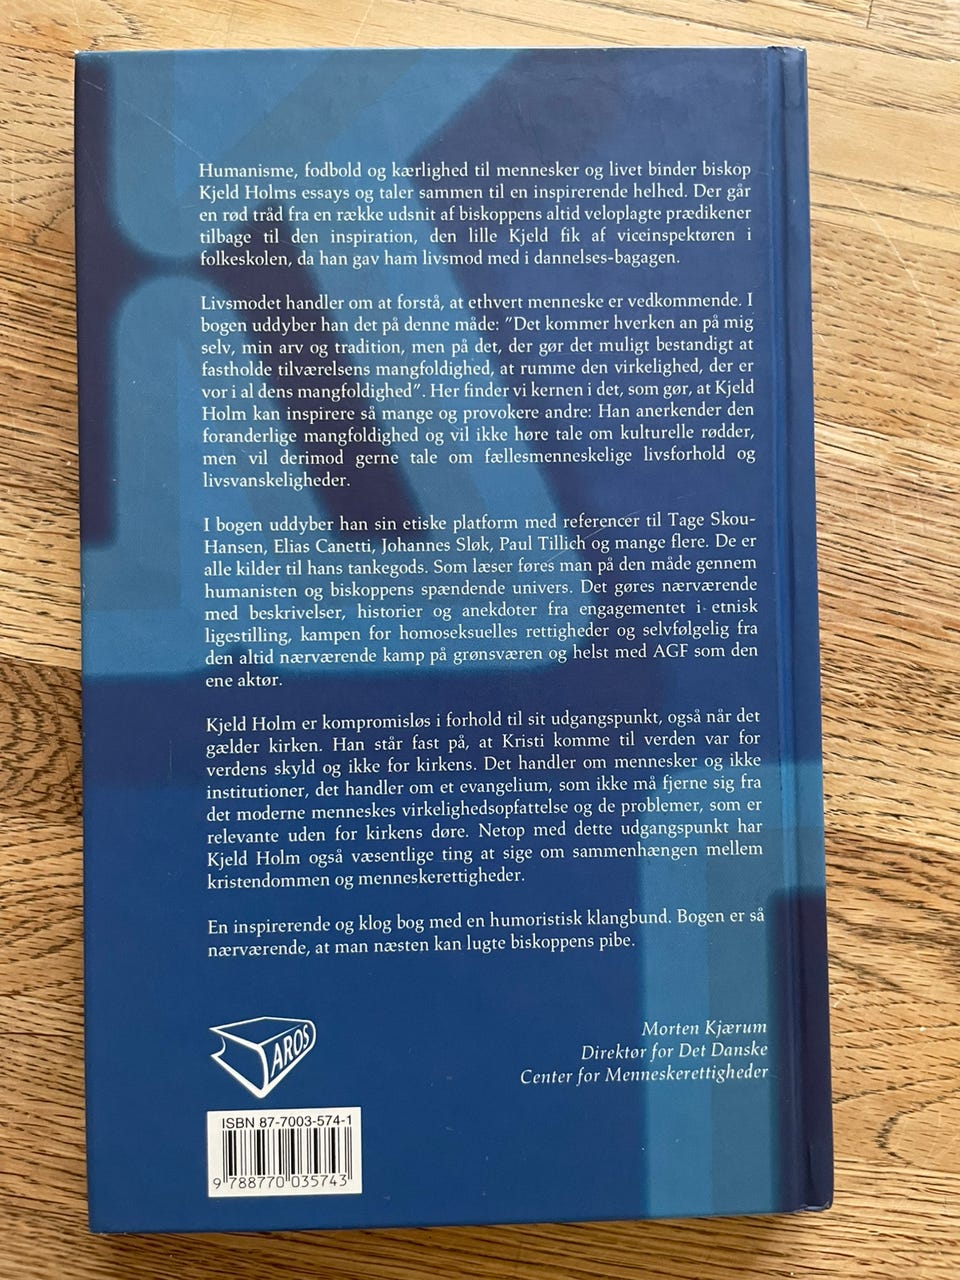 Humanisme, fodbold og kærlighed til mennesker og livet binder biskop
Kjeld Holms essays og taler sammen til en inspirerende helhed. Der går
en rød tråd fra en række udsnit af biskoppens altid veloplagte prædikener
tilbage til den inspiration, den lille Kjeld fik af viceinspektøren i
folkeskolen, da han gav ham livsmod med i dannelses-bagagen.
Livsmodet handler om at forstå, at ethvert menneske er vedkommende. I
bogen uddyber han det på denne måde: "Det kommer hverken an på mig
selv, min arv og tradition, men på det, der gør det muligt bestandigt at
fastholde tilværelsens mangfoldighed, at rumme den virkelighed, der er
vor i al dens mangfoldighed". Her finder vi kernen i det, som gør, at Kjeld
Holm kan inspirere så mange og provokere andre: Han anerkender den
foranderlige mangfoldighed og vil ikke høre tale om kulturelle rødder,
men vil derimod gerne tale om fællesmenneskelige livsforhold og
livsvanskeligheder.
I bogen uddyber han sin etiske platform med referencer til Tage Skou-
Hansen, Elias Canetti, Johannes Sløk, Paul Tillich og mange flere. De er
alle kilder til hans tankegods. Som læser føres man på den måde gennem
humanisten og biskoppens spændende univers. Det gøres nærværende
med beskrivelser, historier og anekdoter fra engagementet i etnisk
ligestilling, kampen for homoseksuelles rettigheder og selvfølgelig fra
den altid nærværende kamp på grønsværen og helst med AGF som den
ene aktør.
Kjeld Holm er kompromisløs i forhold til sit udgangspunkt, også når det
gælder kirken. Han står fast på, at Kristi komme til verden var for
verdens skyld og ikke for kirkens. Det handler om mennesker og ikke
institutioner, det handler om et evangelium, som ikke må fjerne sig fra
det moderne menneskes virkelighedsopfattelse og de problemer, som er
relevante uden for kirkens døre. Netop med dette udgangspunkt har
Kjeld Holm også væsentlige ting at sige om sammenhængen mellem
kristendommen og menneskerettigheder.
En inspirerende og klog bog med en humoristisk klangbund. Bogen er så
nærværende, at man næsten kan lugte biskoppens pibe.
Morten Kjærum
Direktør for Det Danske
Center for Menneskerettigheder
AROS
ISBN 87-7003-574-1
9 788770 035743